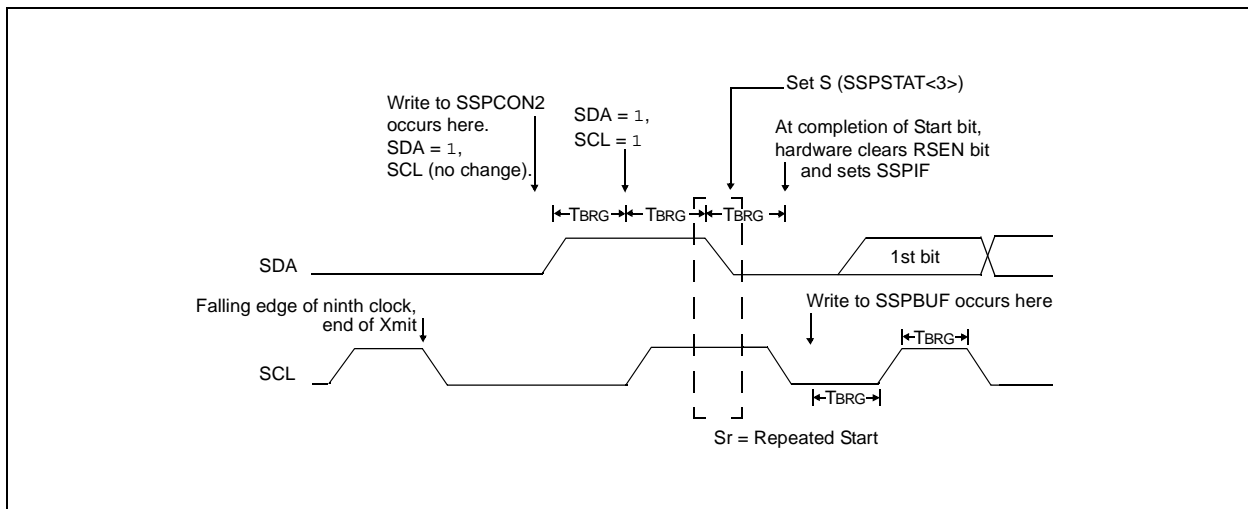 Set S (SSPSTAT<3>)
Write to SSPCON2
occurs here.
SDA = 1,
SCL (no change).
SDA = 1,
SCL = 1
At completion of Start bit,
hardware clears RSEN bit
and sets SSPIF
TBRG
TBRG
TBRG
SDA
1st bit
Falling edge of ninth clock,
end of Xmit
Write to SSPBUF occurs here
TBRG
SCL
TBRG
Sr = Repeated Start